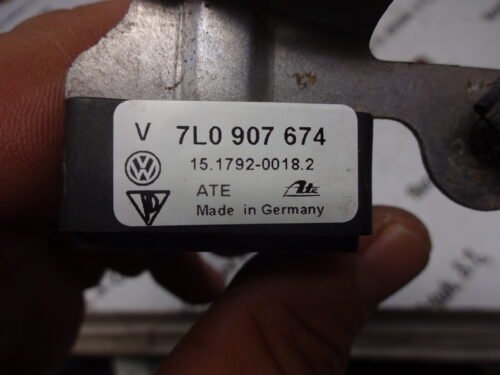 V 7L0 907 674
15.1792-0018.2
ATE Ate
Made in Germany